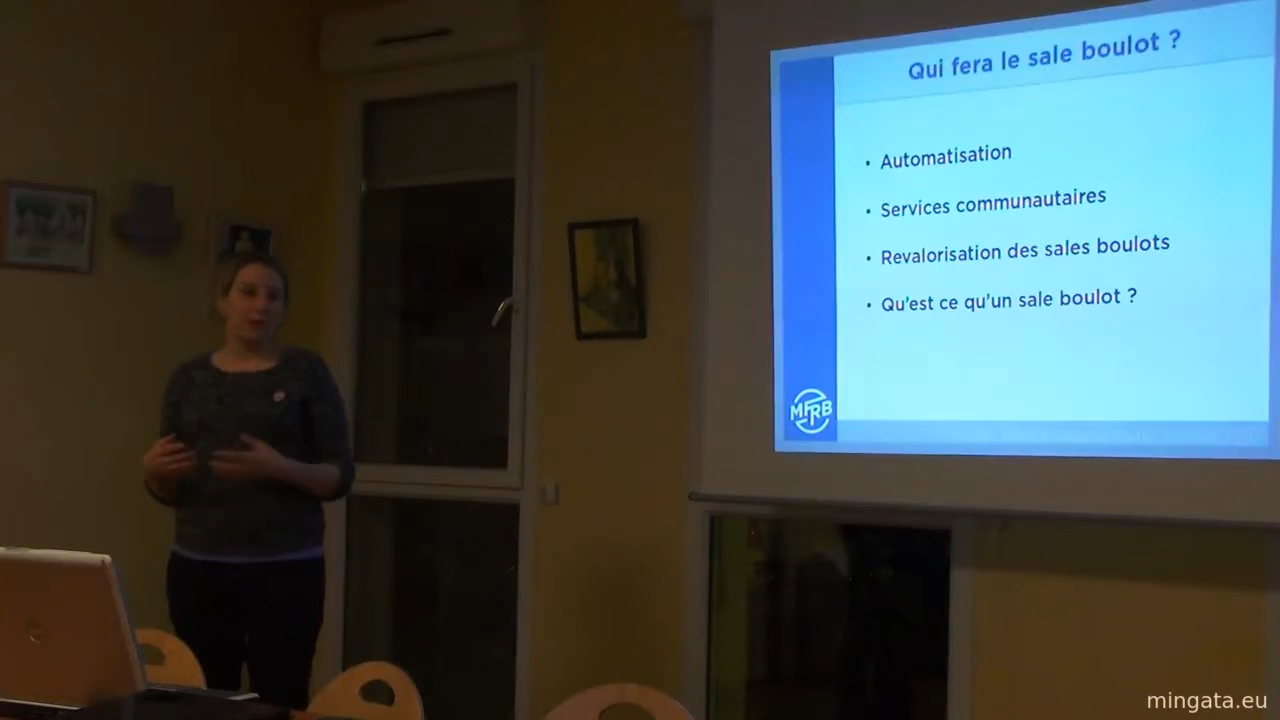 Qui fera le sale boulot ?
• Automatisation
• Services communautaires
• Revalorisation des sales boulots
• Qu'est ce qu'un sale boulot ?
MFRB
mingata.eu